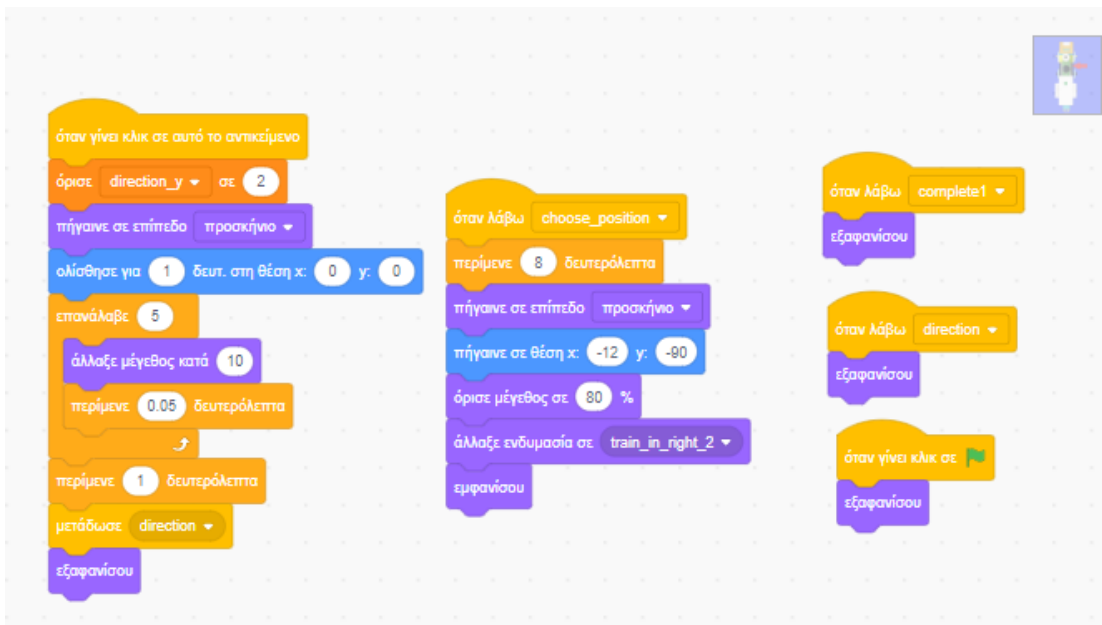 όταν γίνει κλικ σε αυτό το αντικείμενο
όρισε direction_y σε 2
πήγαινε σε επίπεδο προσκήνιο
ολίσθησε για 1 δευτ. στη θέση x: 0 y: 0
επανάλαβε 5
άλλαξε μέγεθος κατά 10
περίμενε 0.05 δευτερόλεπτα
περίμενε 1 δευτερόλεπτα
μετάδωσε direction
εξαφανίσου
όταν λάβω choose_position
περίμενε 8 δευτερόλεπτα
πήγαινε σε επίπεδο προσκήνιο
πήγαινε σε θέση x: -12 y: -90
όρισε μέγεθος σε 80 %
άλλαξε ενδυμασία σε train_in_right_2
εμφανίσου
όταν λάβω complete1
εξαφανίσου
όταν λάβω direction
εξαφανίσου
όταν γίνει κλικ σε
εξαφανίσου